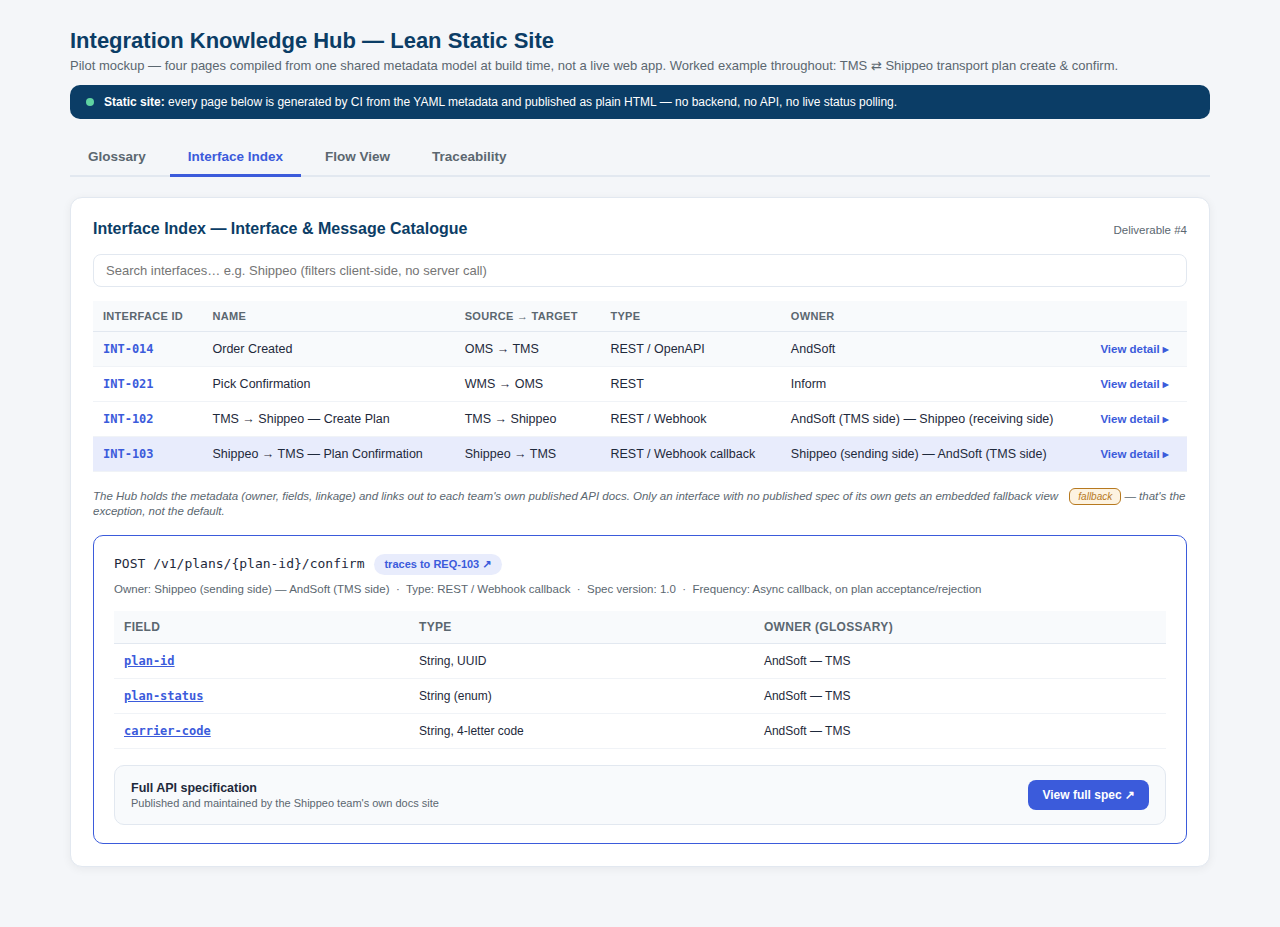 Integration Knowledge Hub — Lean Static Site
Pilot mockup — four pages compiled from one shared metadata model at build time, not a live web app. Worked example throughout: TMS ⇄ Shippeo transport plan create & confirm.
Static site: every page below is generated by CI from the YAML metadata and published as plain HTML — no backend, no API, no live status polling.
Glossary Interface Index Flow View Traceability
Interface Index — Interface & Message Catalogue Deliverable #4
Search interfaces… e.g. Shippeo (filters client-side, no server call)
INTERFACE ID NAME SOURCE → TARGET TYPE OWNER
INT-014 Order Created OMS → TMS REST / OpenAPI AndSoft View detail ▸
INT-021 Pick Confirmation WMS → OMS REST Inform View detail ▸
INT-102 TMS → Shippeo — Create Plan TMS → Shippeo REST / Webhook AndSoft (TMS side) — Shippeo (receiving side) View detail ▸
INT-103 Shippeo → TMS — Plan Confirmation Shippeo → TMS REST / Webhook callback Shippeo (sending side) — AndSoft (TMS side) View detail ▸
The Hub holds the metadata (owner, fields, linkage) and links out to each team's own published API docs. Only an interface with no published spec of its own gets an embedded fallback view fallback — that's the
exception, not the default.
POST /v1/plans/{plan-id}/confirm traces to REQ-103 ↗
Owner: Shippeo (sending side) — AndSoft (TMS side) · Type: REST / Webhook callback · Spec version: 1.0 · Frequency: Async callback, on plan acceptance/rejection
FIELD TYPE OWNER (GLOSSARY)
plan-id String, UUID AndSoft — TMS
plan-status String (enum) AndSoft — TMS
carrier-code String, 4-letter code AndSoft — TMS
Full API specification
Published and maintained by the Shippeo team's own docs site
View full spec ↗